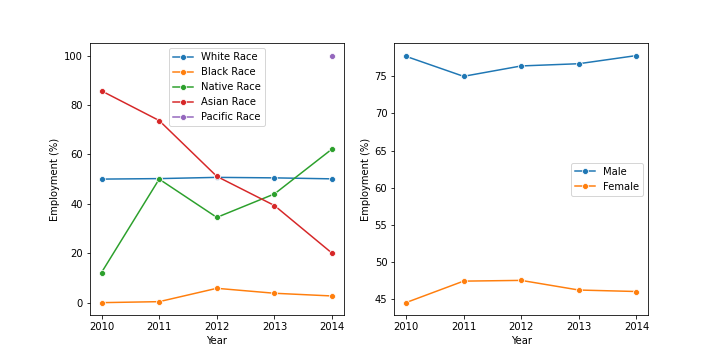 100
80
60
40
20
0
Employment (%)
2010 2011 2012 2013 2014
Year
White Race
Black Race
Native Race
Asian Race
Pacific Race
75
70
65
60
55
50
45
Employment (%)
2010 2011 2012 2013 2014
Year
Male
Female